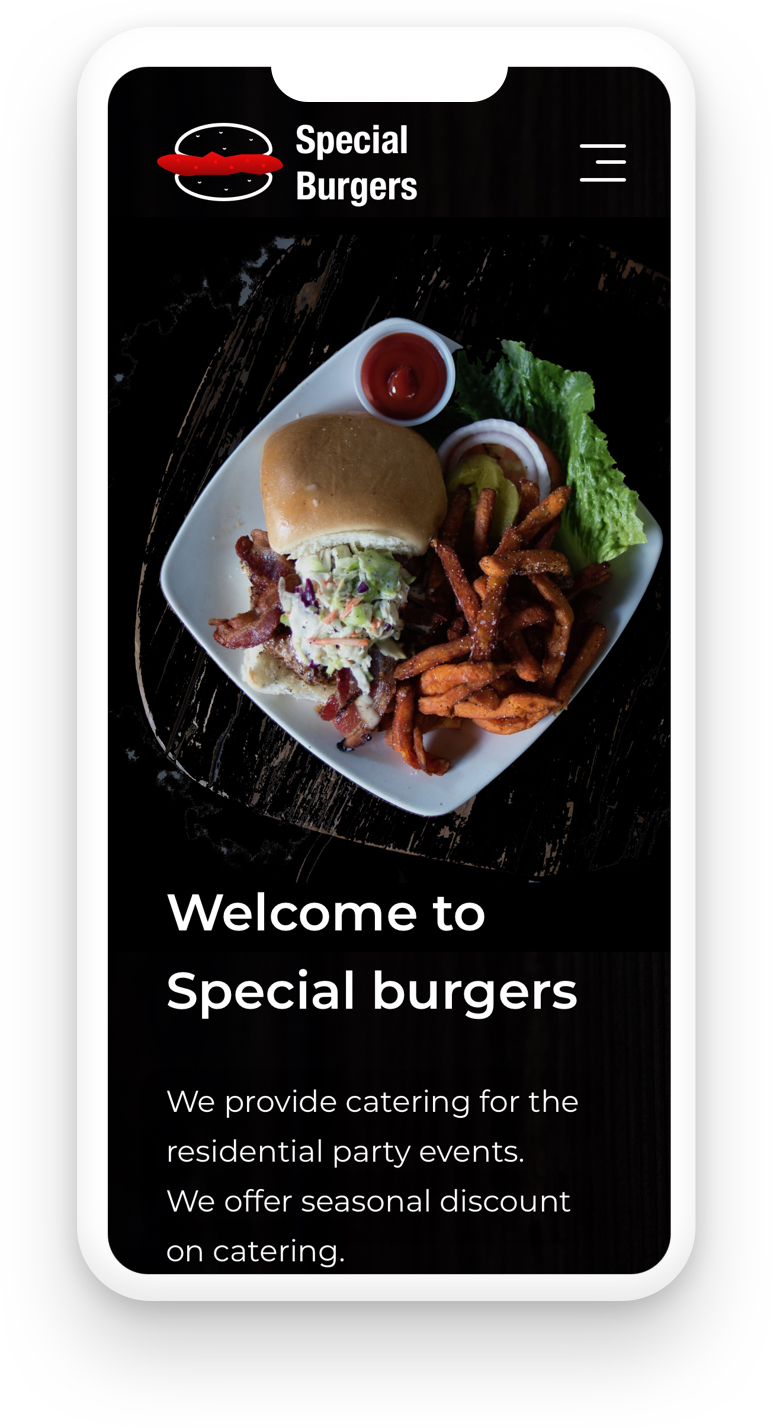 Special
Burgers
Welcome to
Special burgers
We provide catering for the
residential party events.
We offer seasonal discount
on catering.